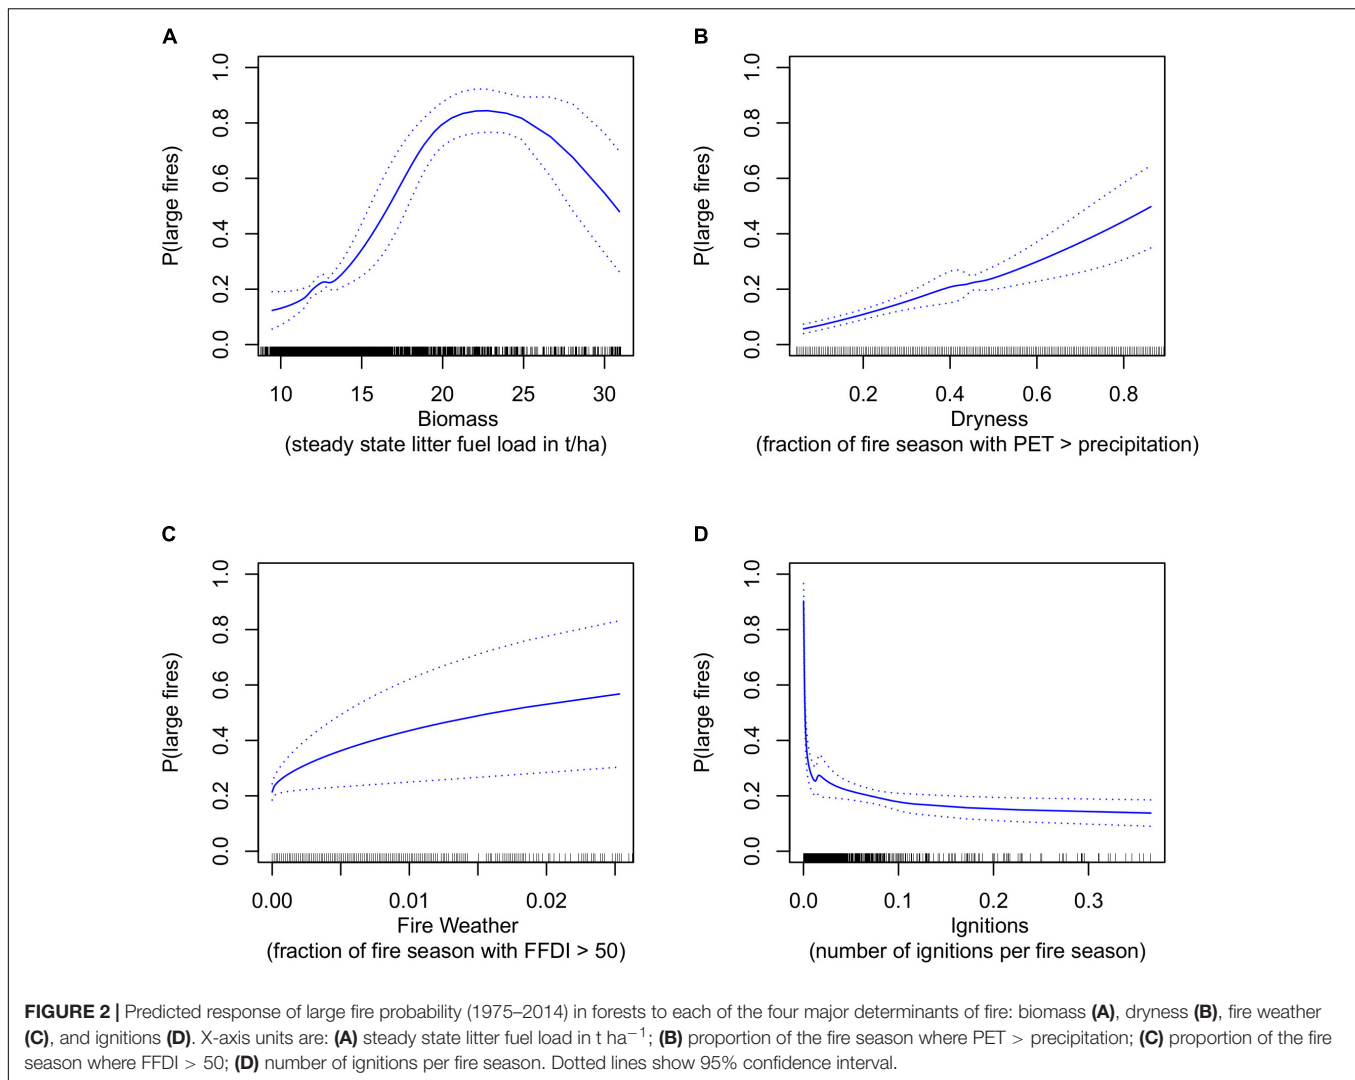 A
P(large fires)
0.0 0.2 0.4 0.6 0.8 1.0
10 15 20 25 30
Biomass
(steady state litter fuel load in t/ha)
B
P(large fires)
0.0 0.2 0.4 0.6 0.8 1.0
0.2 0.4 0.6 0.8
Dryness
(fraction of fire season with PET > precipitation)
C
P(large fires)
0.0 0.2 0.4 0.6 0.8 1.0
0.00 0.01 0.02
Fire Weather
(fraction of fire season with FFDI > 50)
D
P(large fires)
0.0 0.2 0.4 0.6 0.8 1.0
0.0 0.1 0.2 0.3
Ignitions
(number of ignitions per fire season)
FIGURE 2 | Predicted response of large fire probability (1975–2014) in forests to each of the four major determinants of fire: biomass (A), dryness (B), fire weather
(C), and ignitions (D). X-axis units are: (A) steady state litter fuel load in t ha⁻¹; (B) proportion of the fire season where PET > precipitation; (C) proportion of the fire
season where FFDI > 50; (D) number of ignitions per fire season. Dotted lines show 95% confidence interval.